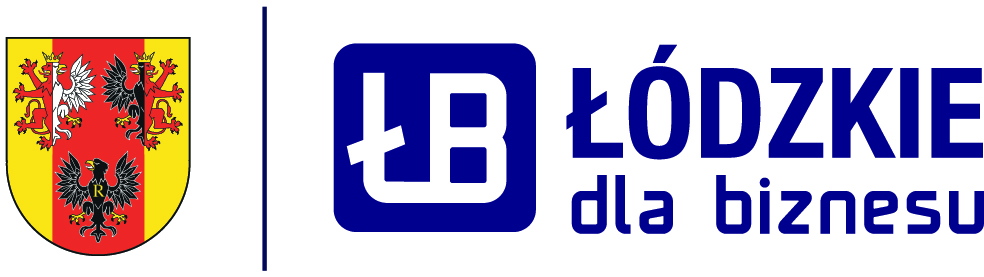 R
ŁB
ŁÓDZKIE
dla biznesu